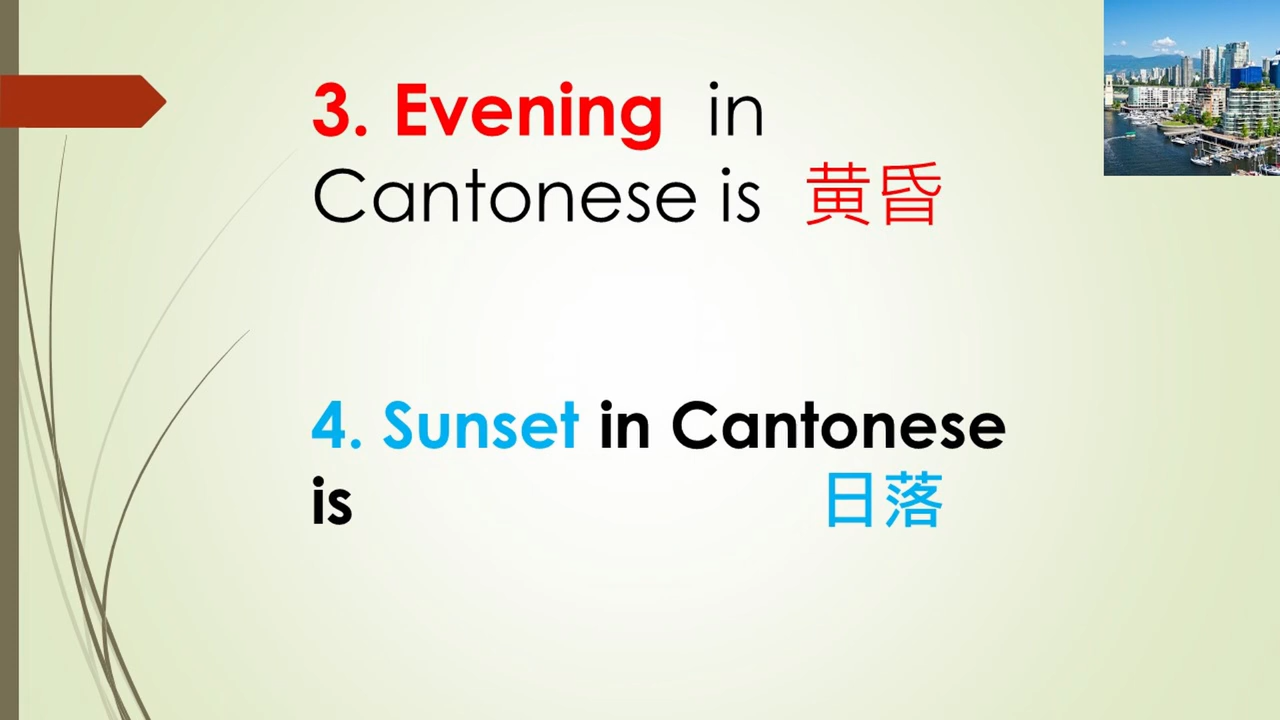 3. Evening in
Cantonese is 黄昏
4. Sunset in Cantonese
is 日落